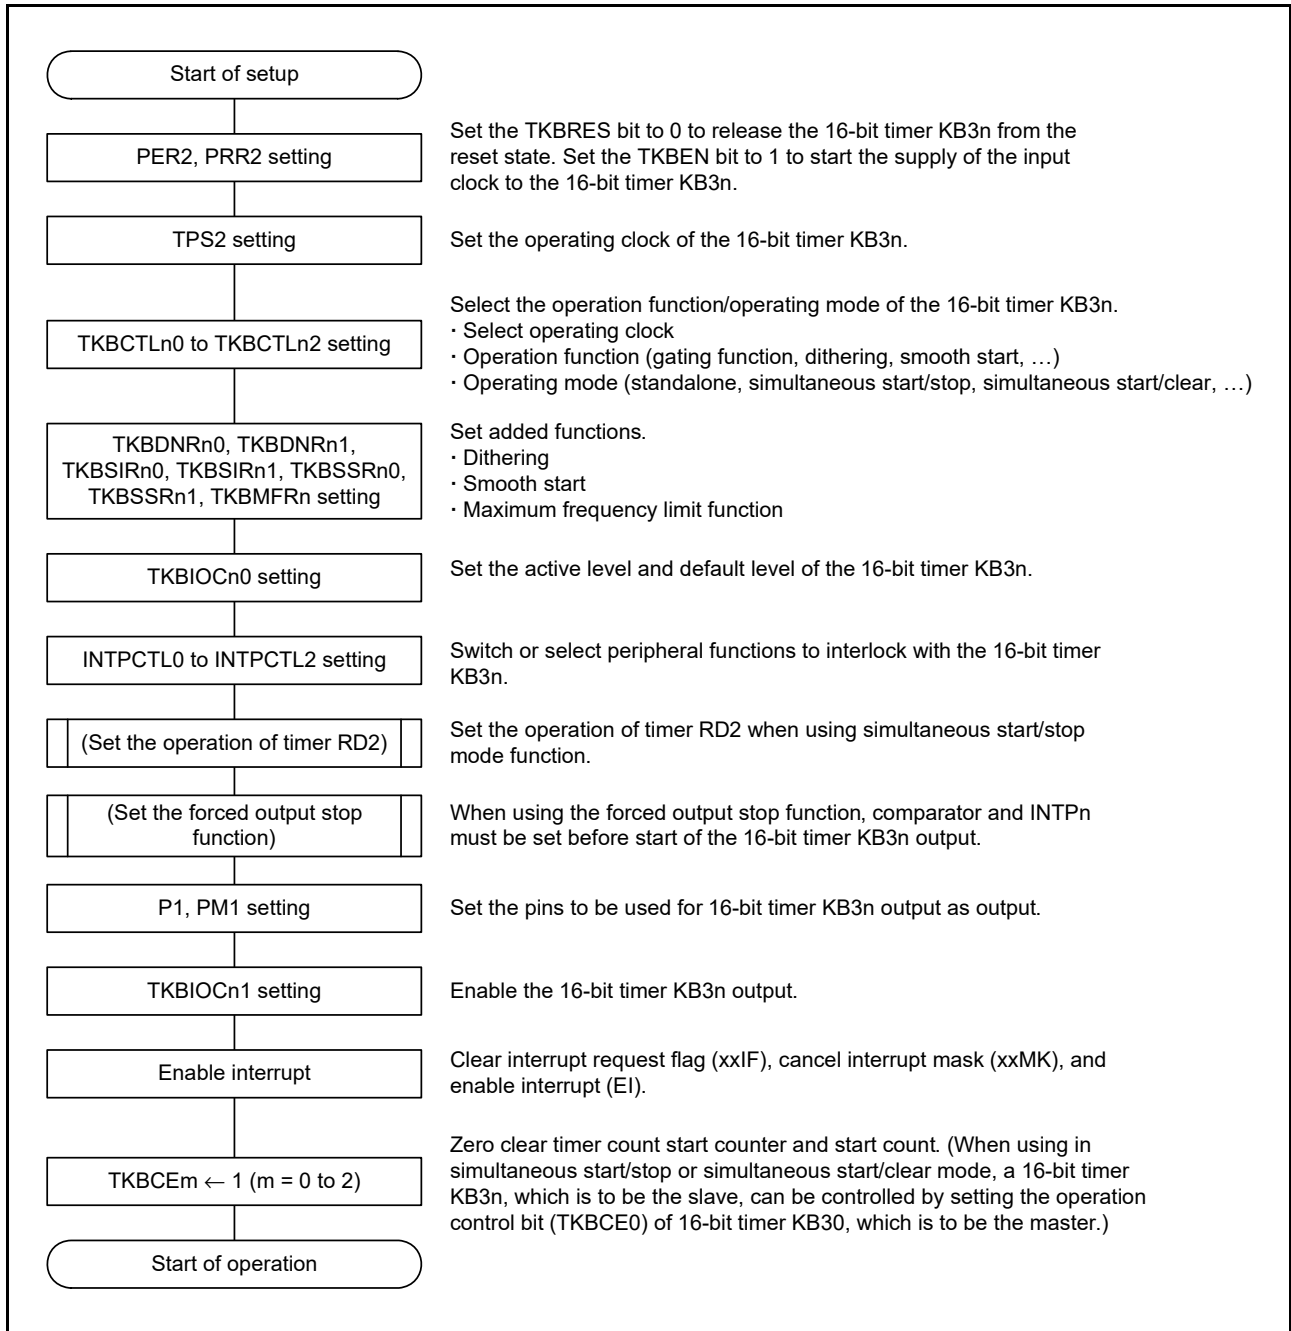 Start of setup
PER2, PRR2 setting
Set the TKBRES bit to 0 to release the 16-bit timer KB3n from the
reset state. Set the TKBEN bit to 1 to start the supply of the input
clock to the 16-bit timer KB3n.
TPS2 setting
Set the operating clock of the 16-bit timer KB3n.
TKBCTLn0 to TKBCTLn2 setting
Select the operation function/operating mode of the 16-bit timer KB3n.
· Select operating clock
· Operation function (gating function, dithering, smooth start, …)
· Operating mode (standalone, simultaneous start/stop, simultaneous start/clear, …)
TKBDNRn0, TKBDNRn1,
TKBSIRn0, TKBSIRn1, TKBSSRn0,
TKBSSRn1, TKBMFRn setting
Set added functions.
· Dithering
· Smooth start
· Maximum frequency limit function
TKBIOCn0 setting
Set the active level and default level of the 16-bit timer KB3n.
INTPCTL0 to INTPCTL2 setting
Switch or select peripheral functions to interlock with the 16-bit timer
KB3n.
(Set the operation of timer RD2)
Set the operation of timer RD2 when using simultaneous start/stop
mode function.
(Set the forced output stop
function)
When using the forced output stop function, comparator and INTPn
must be set before start of the 16-bit timer KB3n output.
P1, PM1 setting
Set the pins to be used for 16-bit timer KB3n output as output.
TKBIOCn1 setting
Enable the 16-bit timer KB3n output.
Enable interrupt
Clear interrupt request flag (xxIF), cancel interrupt mask (xxMK), and
enable interrupt (EI).
TKBCEm ← 1 (m = 0 to 2)
Zero clear timer count start counter and start count. (When using in
simultaneous start/stop or simultaneous start/clear mode, a 16-bit timer
KB3n, which is to be the slave, can be controlled by setting the operation
control bit (TKBCE0) of 16-bit timer KB30, which is to be the master.)
Start of operation